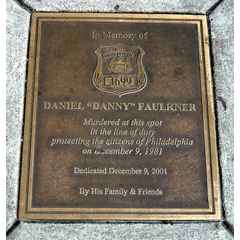 In Memory of
4699
DANIEL "DANNY" FAULKNER
Murdered at this spot
in the line of duty
protecting the citizens of Philadelphia
on December 9, 1981
Dedicated December 9, 2001
By His Family & Friends